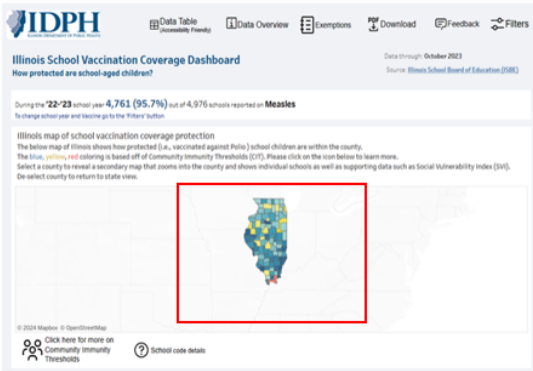 IDPH
ILLINOIS DEPARTMENT OF PUBLIC HEALTH
Data Table
(Accessibility Friendly)
Data Overview
Exemptions
PDF
Download
Feedback
Filters
Illinois School Vaccination Coverage Dashboard
How protected are school-aged children?
Data through October 2023
Source: Illinois School Board of Education (ISBE)
During the '22-'23 school year 4,761 (95.7%) out of 4,976 schools reported on Measles
To change school year and Vaccine go to the 'Filters' button
Illinois map of school vaccination coverage protection
The below map of Illinois shows how protected (i.e., vaccinated against Polio ) school children are within the county.
The blue, yellow, red coloring is based off of Community Immunity Thresholds (CIT). Please click on the icon below to learn more.
Select a county to reveal a secondary map that zooms into the county and shows individual schools as well as supporting data such as Social Vulnerability Index (SVI).
De-select county to return to state view.
© 2024 Mapbox © OpenStreetMap
Click here for more on
Community Immunity
Thresholds
? School code details